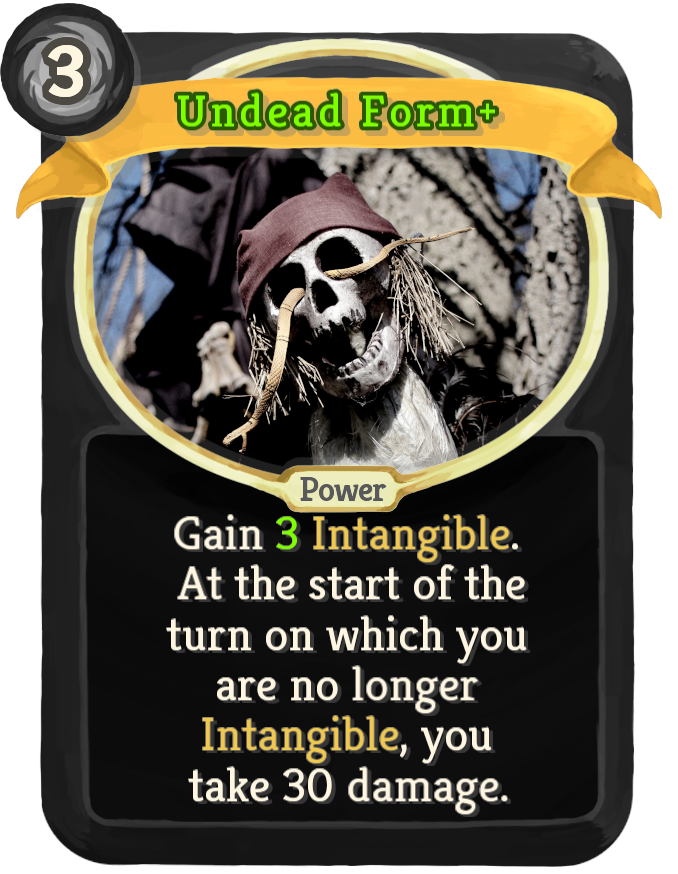 3
Undead Form+
Power
Gain 3 Intangible.
At the start of the
turn on which you
are no longer
Intangible, you
take 30 damage.